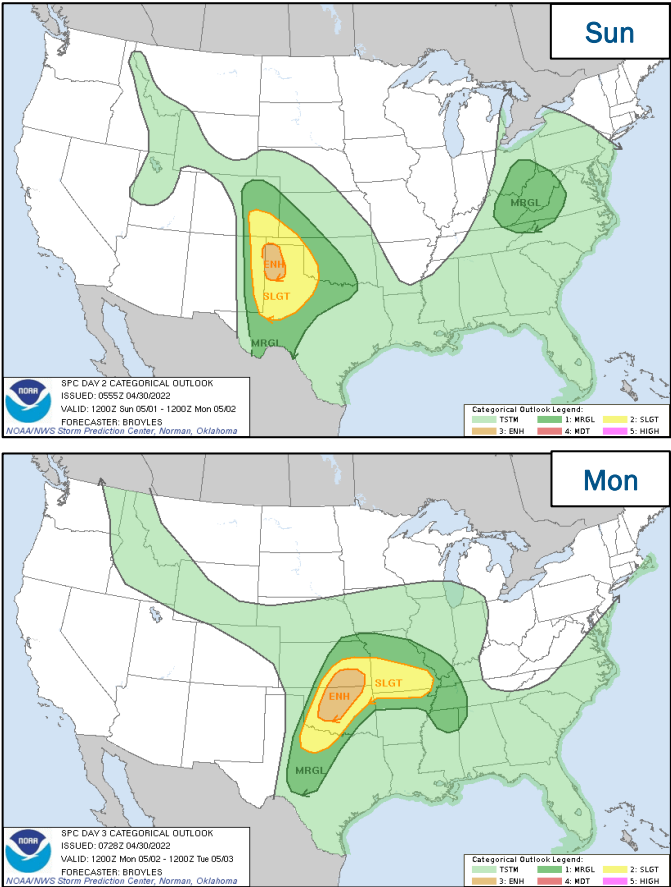 Sun
MRGL
ENH
SLGT
MRGL
NOAA
SPC DAY 2 CATEGORICAL OUTLOOK
ISSUED: 0555Z 04/30/2022
VALID: 1200Z Sun 05/01 - 1200Z Mon 05/02
FORECASTER: BROYLES
NOAA/NWS Storm Prediction Center, Norman, Oklahoma
Categorical Outlook Legend:
TSTM 1: MRGL 2: SLGT
3: ENH 4: MDT 5: HIGH
Mon
SLGT
ENH
MRGL
NOAA
SPC DAY 3 CATEGORICAL OUTLOOK
ISSUED: 0728Z 04/30/2022
VALID: 1200Z Mon 05/02 - 1200Z Tue 05/03
FORECASTER: BROYLES
NOAA/NWS Storm Prediction Center, Norman, Oklahoma
Categorical Outlook Legend:
TSTM 1: MRGL 2: SLGT
3: ENH 4: MDT 5: HIGH